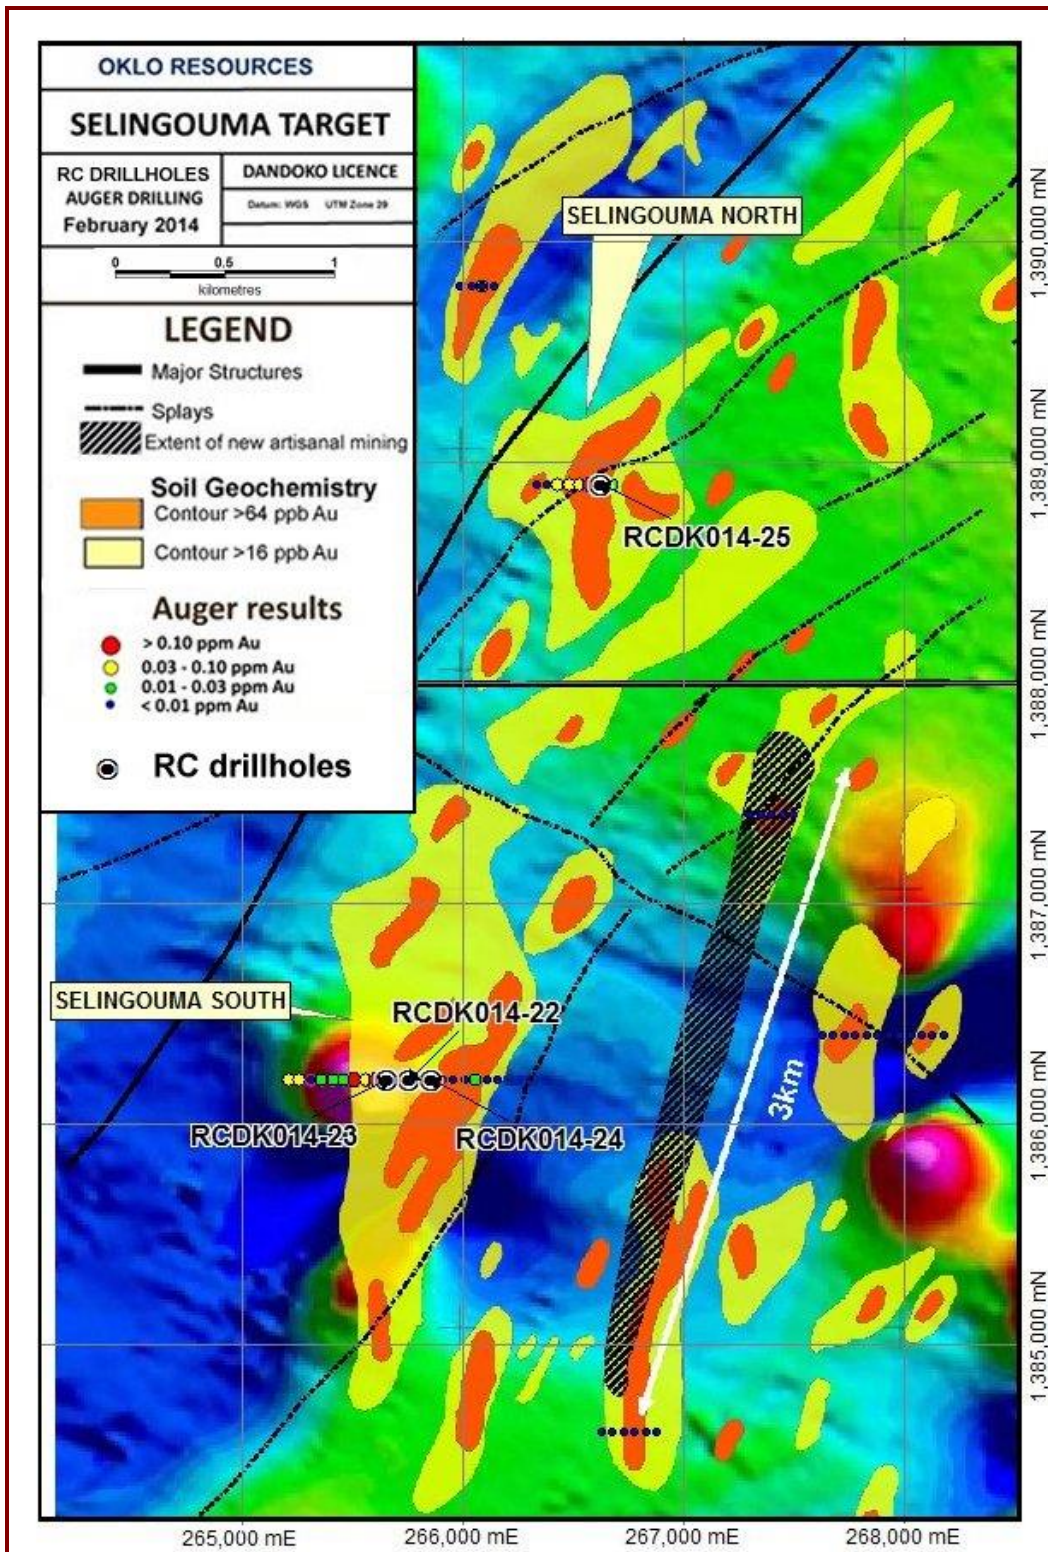 OKLO RESOURCES
SELINGOUMA TARGET
RC DRILLHOLES
AUGER DRILLING
February 2014
DANDOKO LICENCE
Datum: WGS UTM Zone 29
0 0.5 1
kilometres
LEGEND
Major Structures
Splays
Extent of new artisanal mining
Soil Geochemistry
Contour >64 ppb Au
Contour >16 ppb Au
Auger results
> 0.10 ppm Au
0.03 - 0.10 ppm Au
0.01 - 0.03 ppm Au
< 0.01 ppm Au
RC drillholes
SELINGOUMA NORTH
RCDK014-25
SELINGOUMA SOUTH
RCDK014-22
RCDK014-23
RCDK014-24
3km
1,390,000 mN
1,389,000 mN
1,388,000 mN
1,387,000 mN
1,386,000 mN
1,385,000 mN
265,000 mE
266,000 mE
267,000 mE
268,000 mE